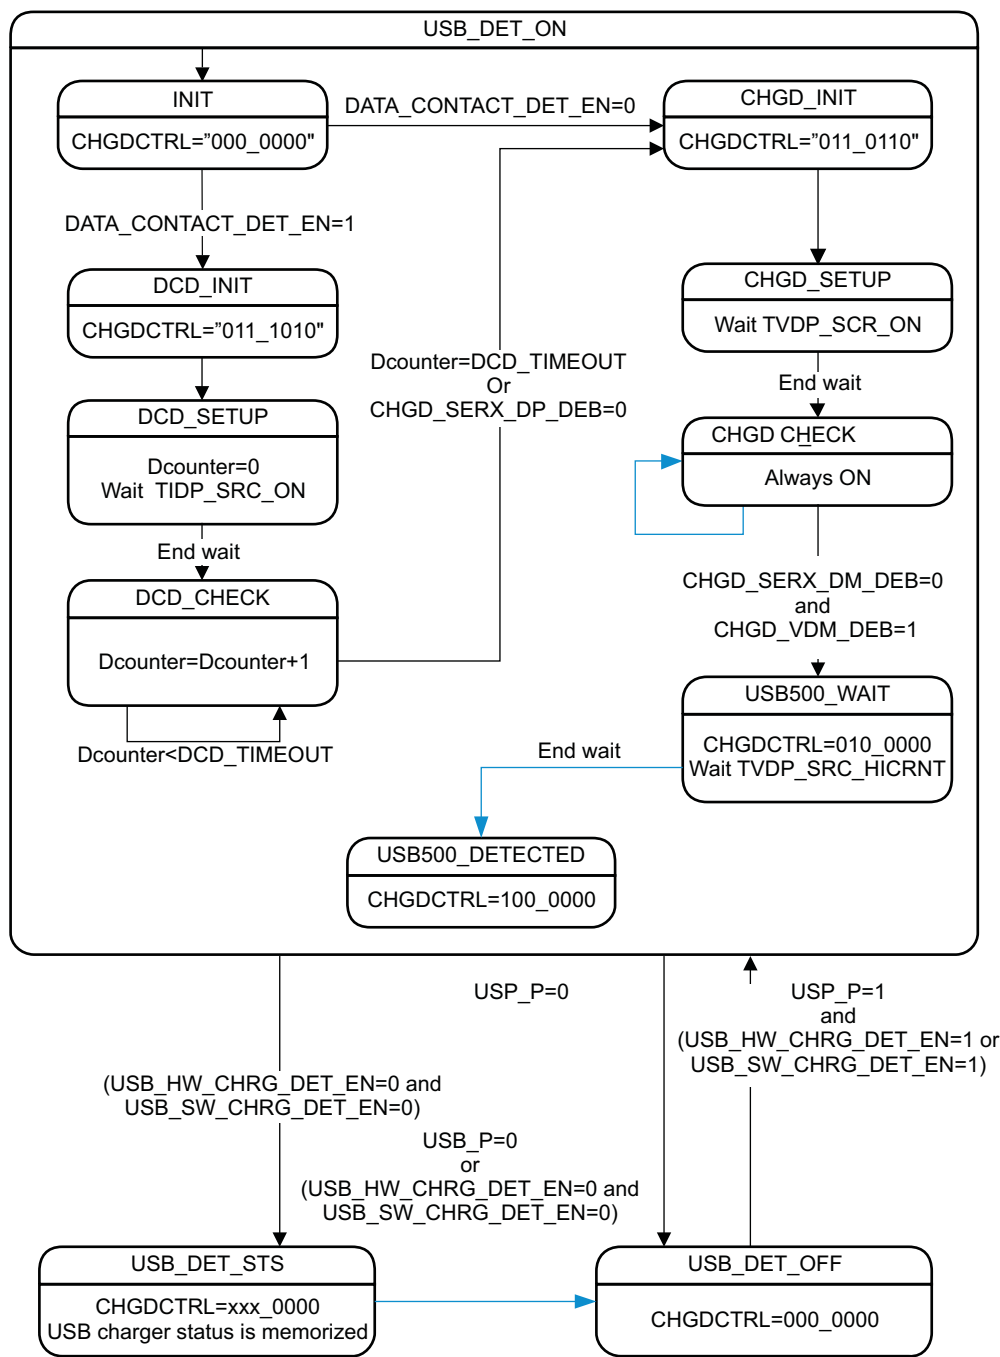 USB_DET_ON
INIT
CHGDCTRL="000_0000"
DATA_CONTACT_DET_EN=0
CHGD_INIT
CHGDCTRL="011_0110"
DATA_CONTACT_DET_EN=1
DCD_INIT
CHGDCTRL="011_1010"
CHGD_SETUP
Wait TVDP_SCR_ON
Dcounter=DCD_TIMEOUT
Or
CHGD_SERX_DP_DEB=0
End wait
DCD_SETUP
Dcounter=0
Wait TIDP_SRC_ON
CHGD CHECK
Always ON
End wait
DCD_CHECK
Dcounter=Dcounter+1
Dcounter<DCD_TIMEOUT
CHGD_SERX_DM_DEB=0
and
CHGD_VDM_DEB=1
USB500_WAIT
CHGDCTRL=010_0000
Wait TVDP_SRC_HICRNT
End wait
USB500_DETECTED
CHGDCTRL=100_0000
USP_P=0
USP_P=1
and
(USB_HW_CHRG_DET_EN=1 or
USB_SW_CHRG_DET_EN=1)
(USB_HW_CHRG_DET_EN=0 and
USB_SW_CHRG_DET_EN=0)
USB_P=0
or
(USB_HW_CHRG_DET_EN=0 and
USB_SW_CHRG_DET_EN=0)
USB_DET_STS
CHGDCTRL=xxx_0000
USB charger status is memorized
USB_DET_OFF
CHGDCTRL=000_0000